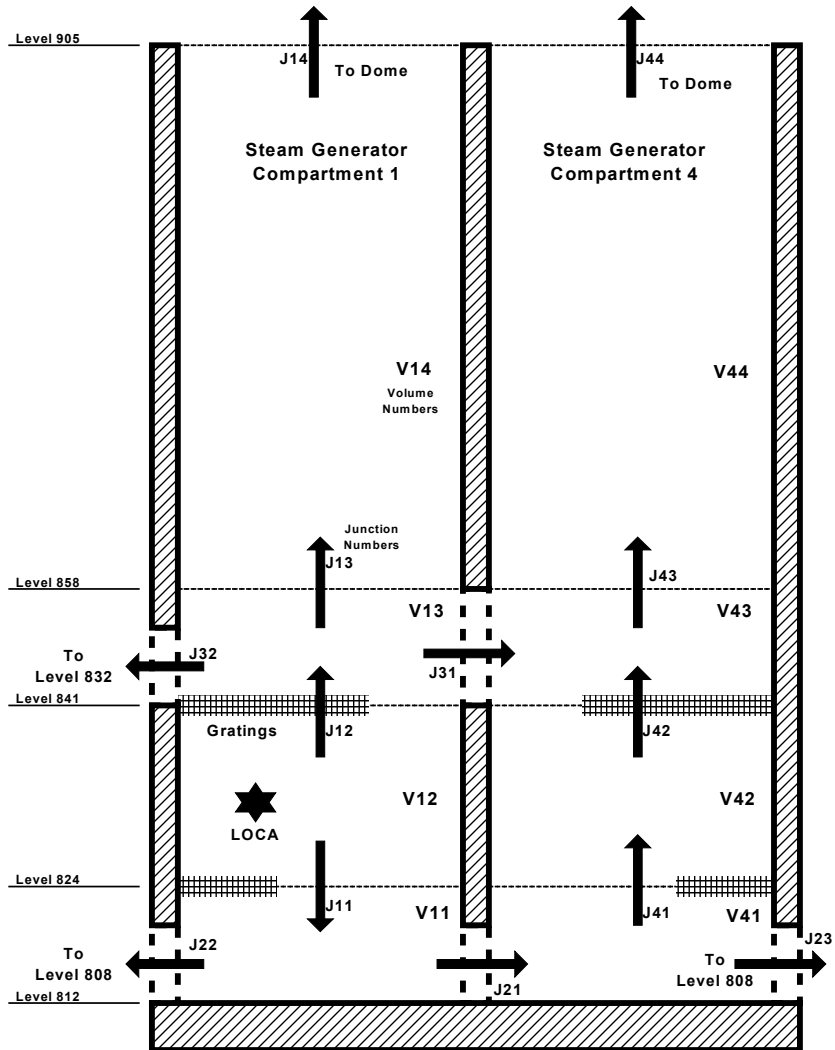 Level 905
J14
To Dome
J44
To Dome
Steam Generator
Compartment 1
Steam Generator
Compartment 4
V14
Volume
Numbers
V44
Junction
Numbers
J13
J43
Level 858
V13
V43
To
Level 832
J32
J31
Level 841
Gratings
J12
J42
V12
V42
LOCA
Level 824
J11
V11
J41
V41
To
Level 808
J22
J21
To
Level 808
J23
Level 812